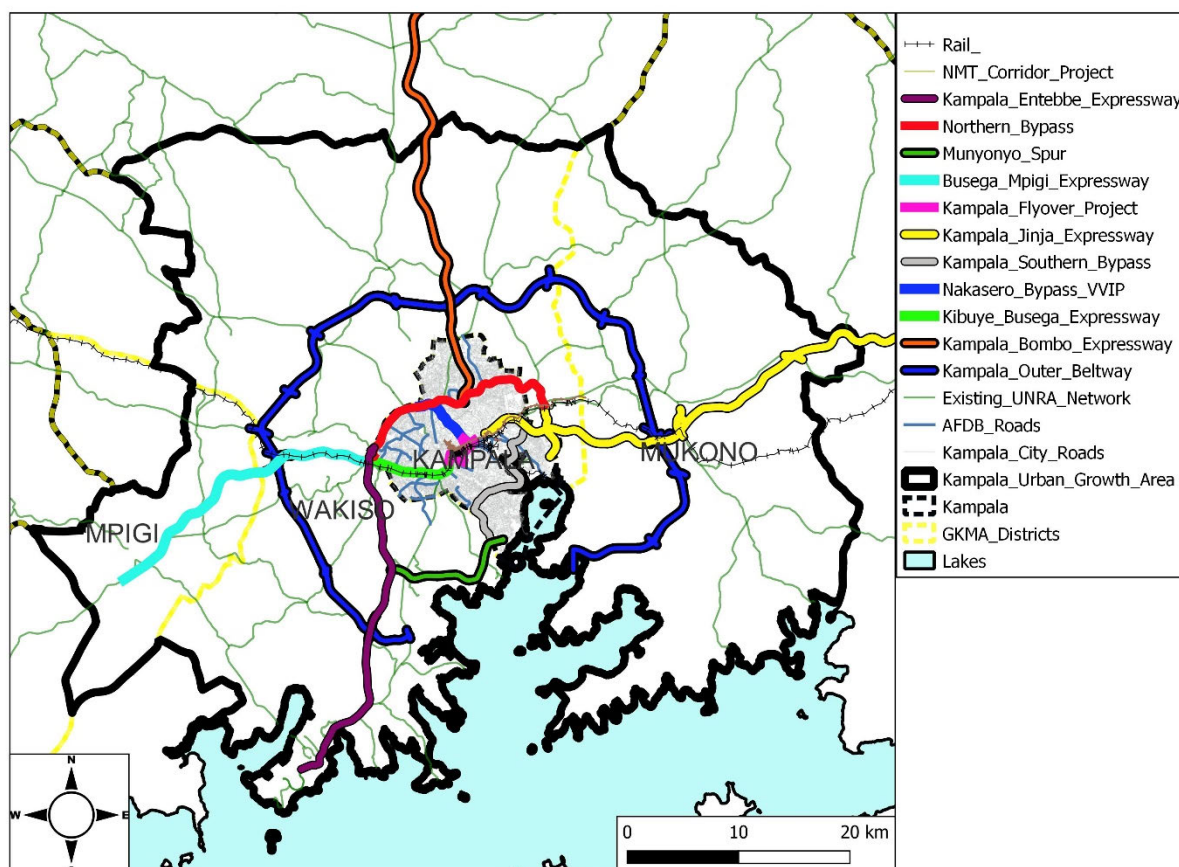 Rail_
NMT_Corridor_Project
Kampala_Entebbe_Expressway
Northern_Bypass
Munyonyo_Spur
Busega_Mpigi_Expressway
Kampala_Flyover_Project
Kampala_Jinja_Expressway
Kampala_Southern_Bypass
Nakasero_Bypass_VVIP
Kibuye_Busega_Expressway
Kampala_Bombo_Expressway
Kampala_Outer_Beltway
Existing_UNRA_Network
AFDB_Roads
Kampala_City_Roads
Kampala_Urban_Growth_Area
Kampala
GKMA_Districts
Lakes
KAMPALA
MUKONO
WAKISO
MPIGI
N
W E
0 10 20 km